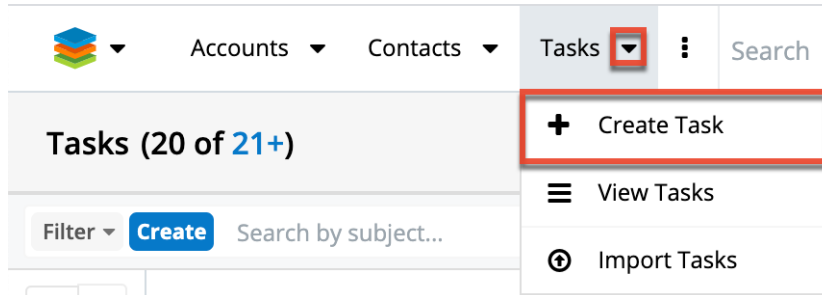 Accounts Contacts Tasks Search
Tasks (20 of 21+)
Create Task
View Tasks
Filter Create Search by subject...
Import Tasks